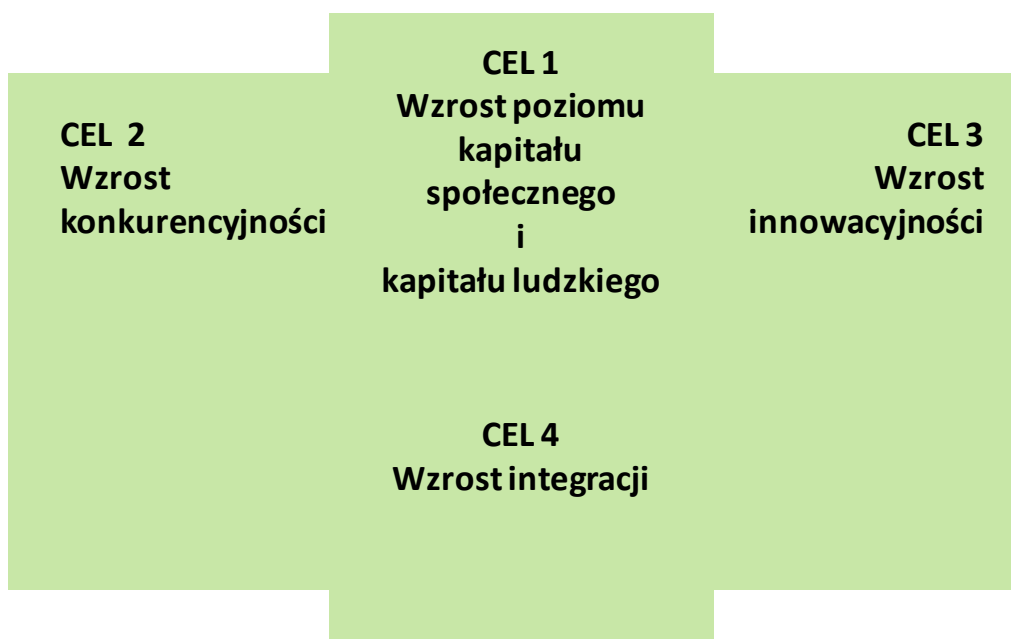 CEL 1
Wzrost poziomu
kapitału
społecznego
i
kapitału ludzkiego
CEL 2
Wzrost
konkurencyjności
CEL 3
Wzrost
innowacyjności
CEL 4
Wzrost integracji